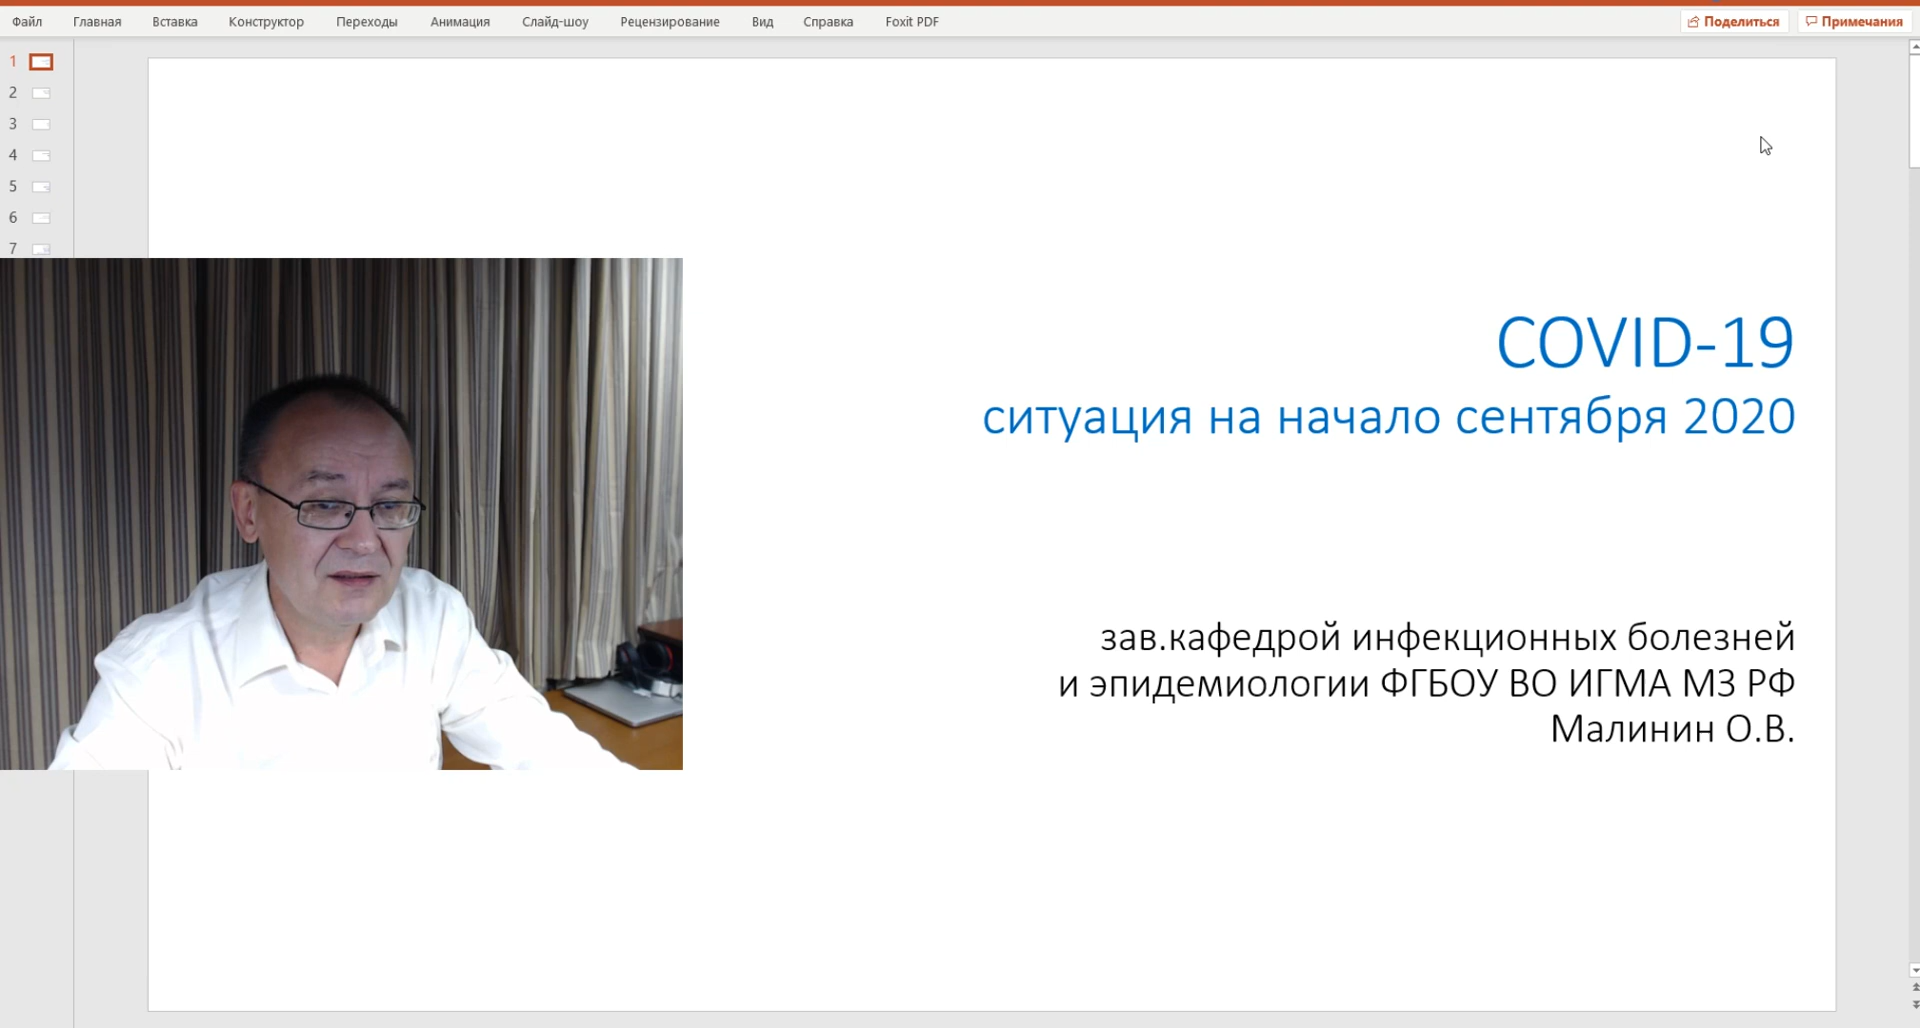 Файл Главная Вставка Конструктор Переходы Анимация Слайд-шоу Рецензирование Вид Справка Foxit PDF Поделиться Примечания
1
2
3
4
5
6
7
COVID-19
ситуация на начало сентября 2020
зав.кафедрой инфекционных болезней
и эпидемиологии ФГБОУ ВО ИГМА МЗ РФ
Малинин О.В.